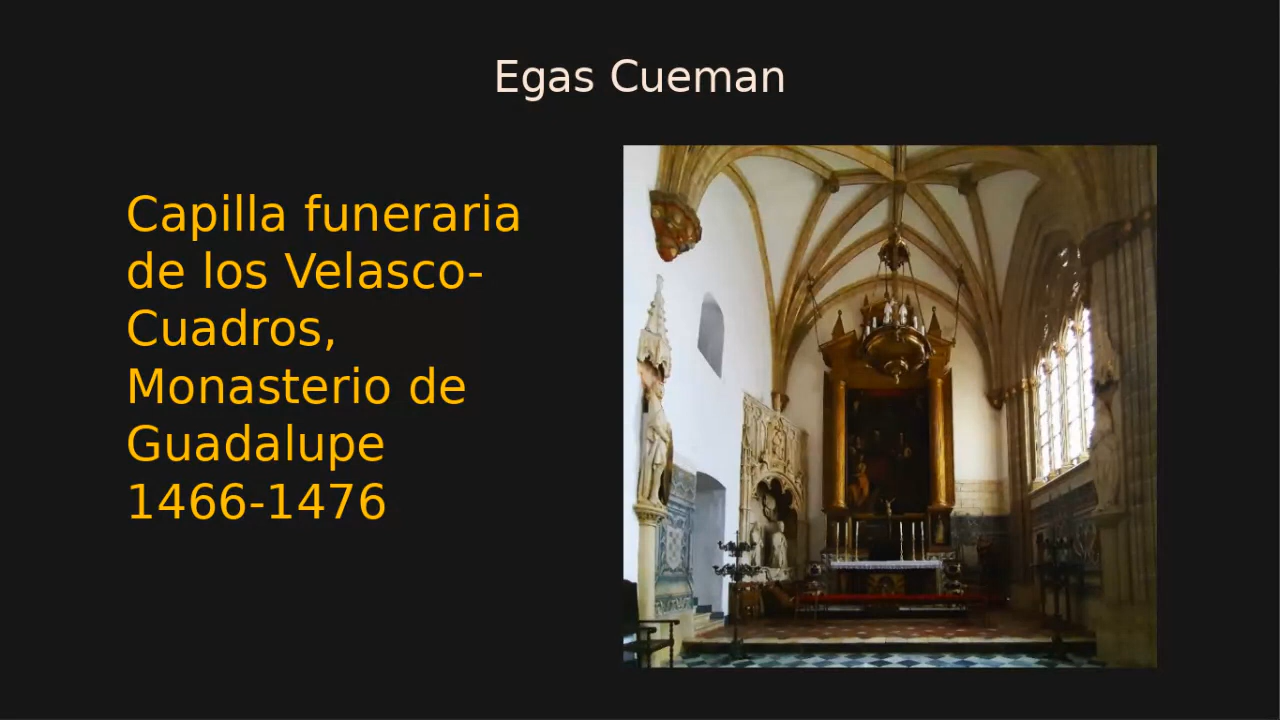 Egas Cueman
Capilla funeraria
de los Velasco-
Cuadros,
Monasterio de
Guadalupe
1466-1476